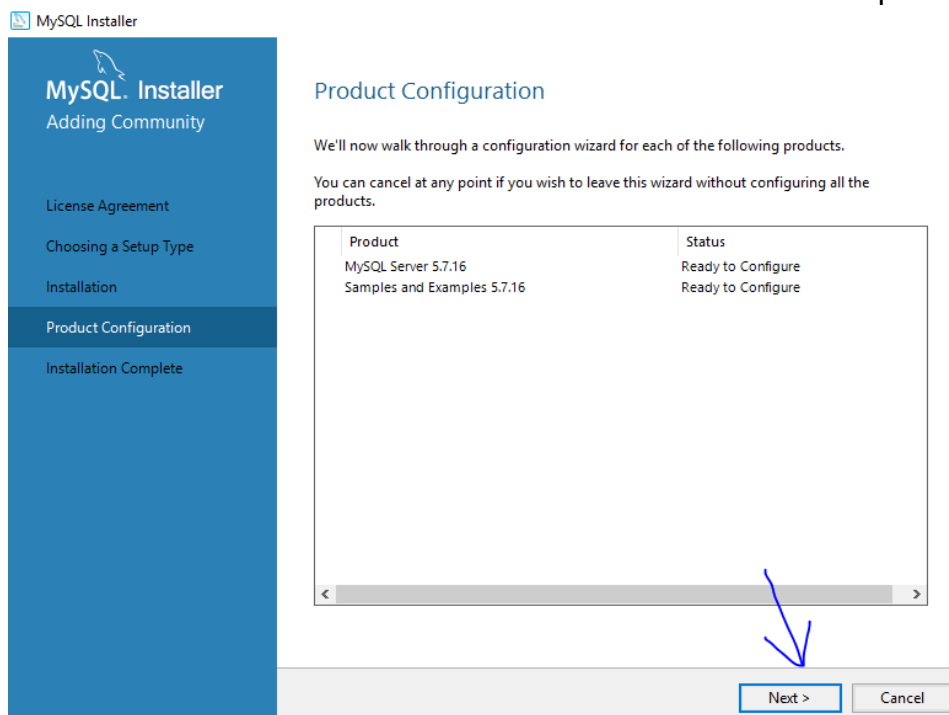 MySQL Installer
MySQL. Installer
Adding Community
License Agreement
Choosing a Setup Type
Installation
Product Configuration
Installation Complete
Product Configuration
We'll now walk through a configuration wizard for each of the following products.
You can cancel at any point if you wish to leave this wizard without configuring all the
products.
Product Status
MySQL Server 5.7.16 Ready to Configure
Samples and Examples 5.7.16 Ready to Configure
Next > Cancel